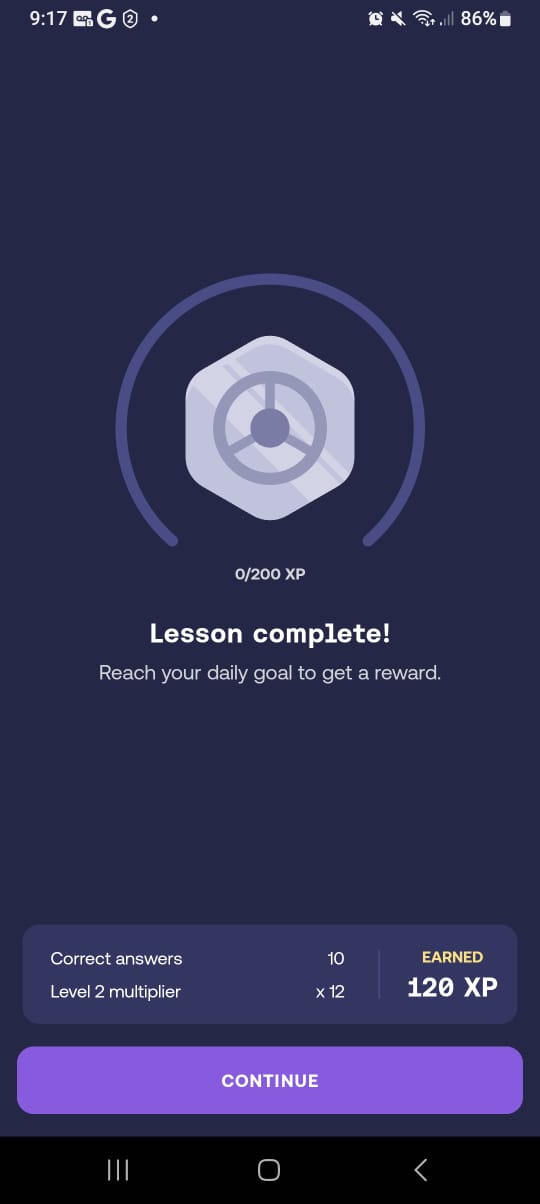 9:17 G 2 86%
0/200 XP
Lesson complete!
Reach your daily goal to get a reward.
Correct answers 10
Level 2 multiplier x 12
EARNED
120 XP
CONTINUE